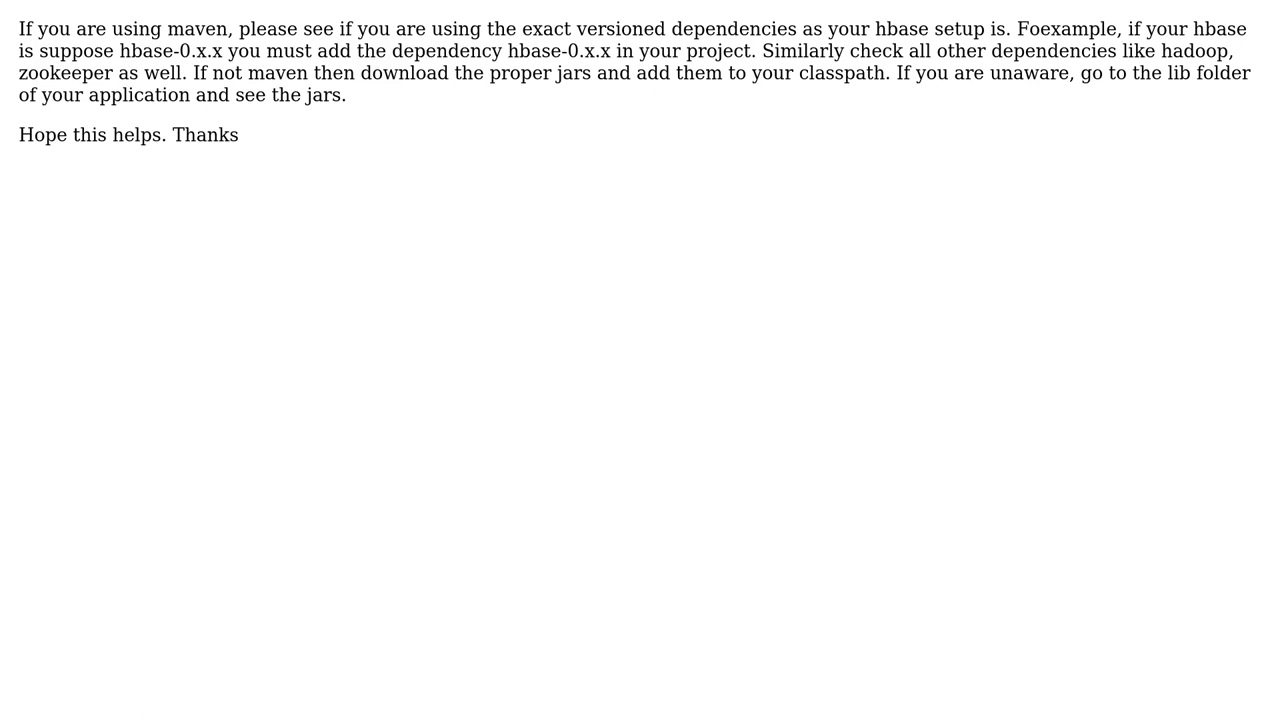 If you are using maven, please see if you are using the exact versioned dependencies as your hbase setup is. Foexample, if your hbase
is suppose hbase-0.x.x you must add the dependency hbase-0.x.x in your project. Similarly check all other dependencies like hadoop,
zookeeper as well. If not maven then download the proper jars and add them to your classpath. If you are unaware, go to the lib folder
of your application and see the jars.
Hope this helps. Thanks